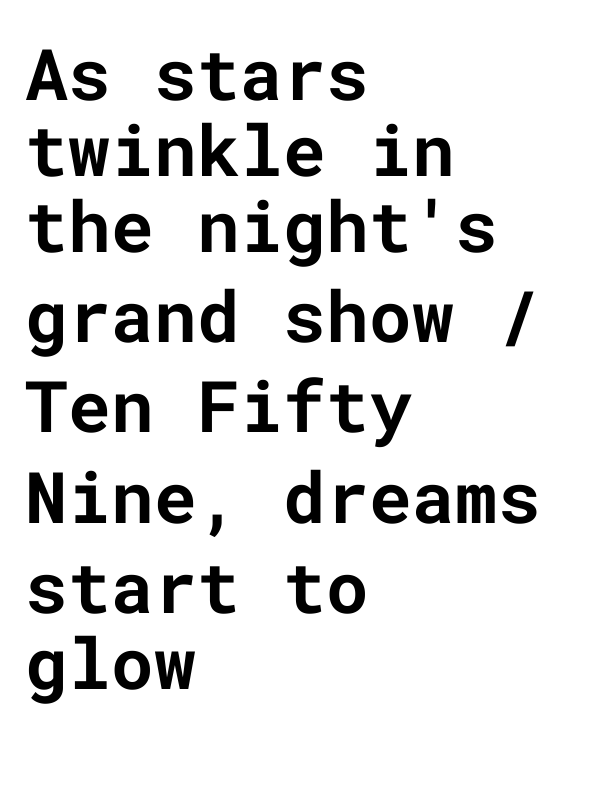 As stars
twinkle in
the night's
grand show /
Ten Fifty
Nine, dreams
start to
glow